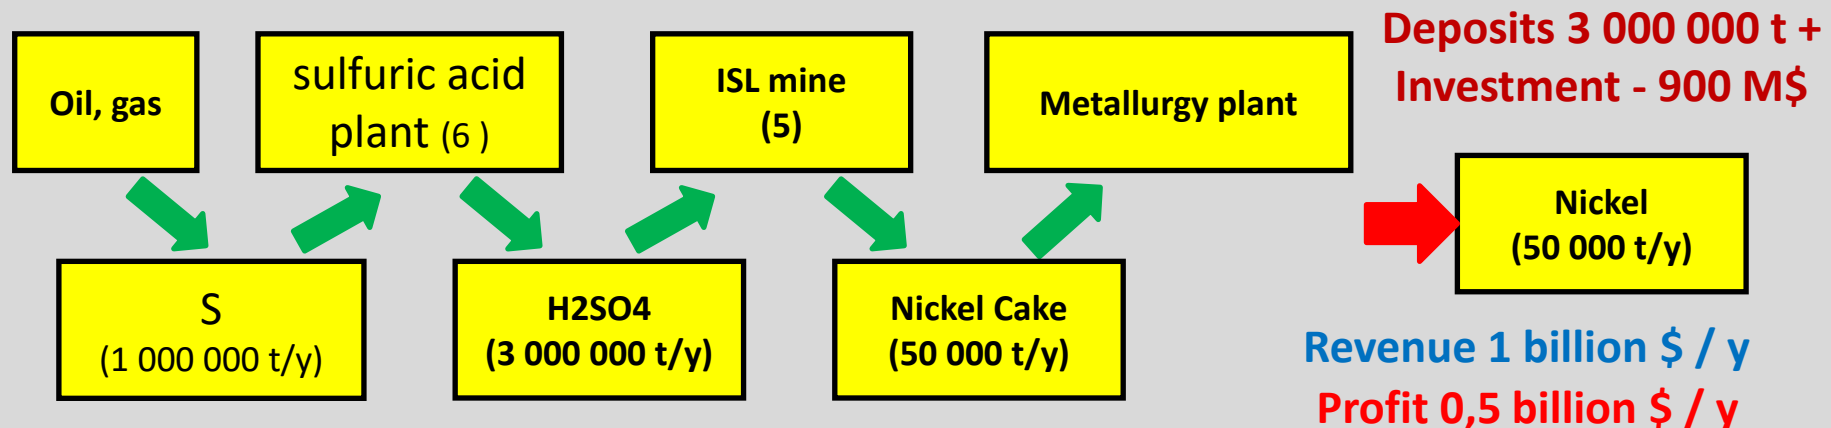 Oil, gas
S
(1 000 000 t/y)
sulfuric acid
plant (6 )
H2SO4
(3 000 000 t/y)
ISL mine
(5)
Nickel Cake
(50 000 t/y)
Metallurgy plant
Deposits 3 000 000 t +
Investment - 900 M$
Nickel
(50 000 t/y)
Revenue 1 billion $ / y
Profit 0,5 billion $ / y